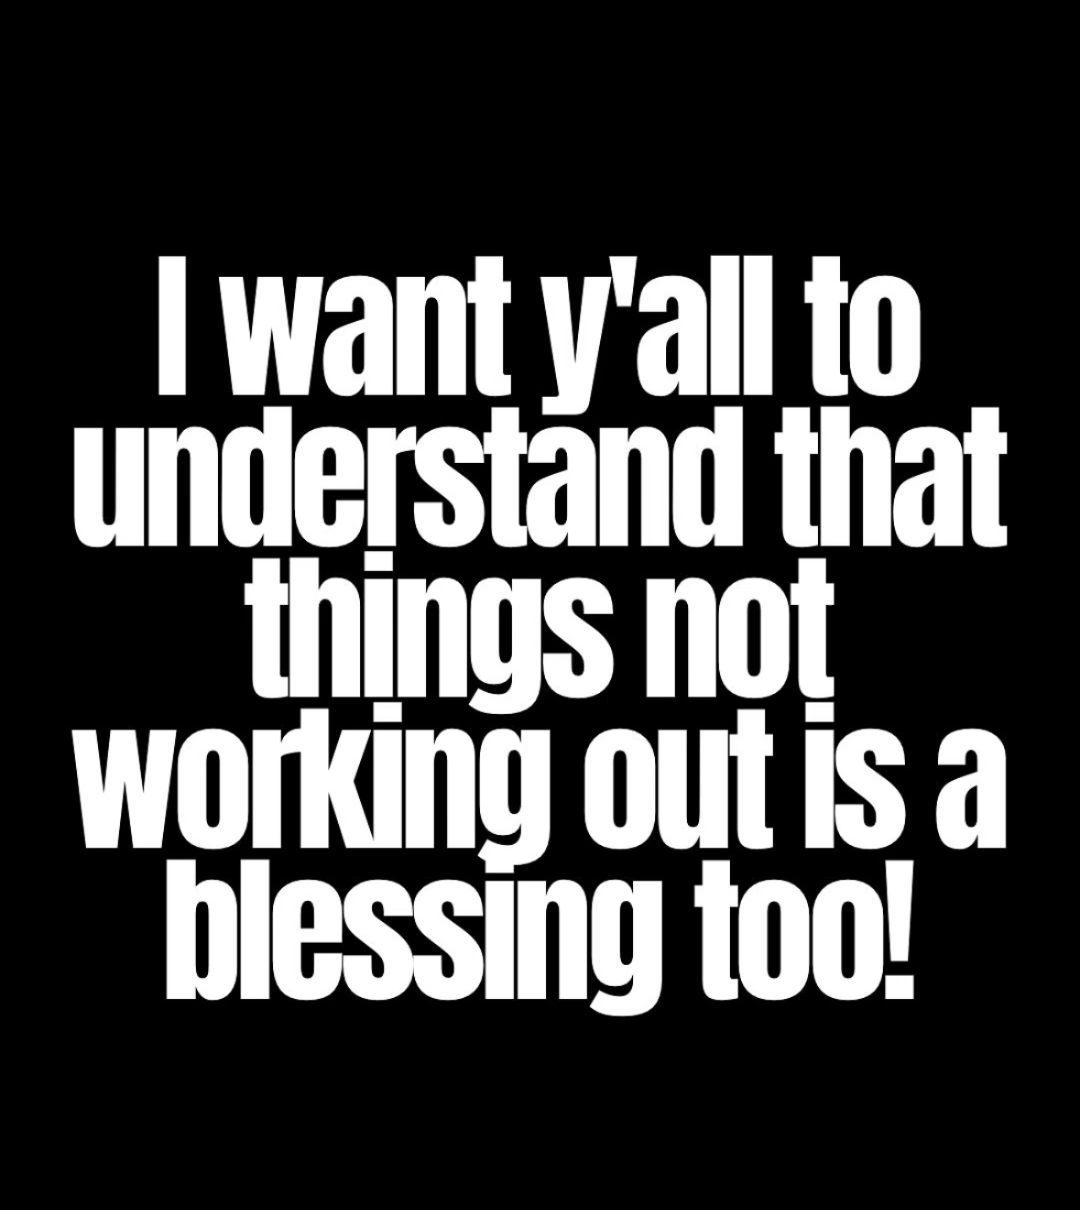 I want y'all to
understand that
things not
working out is a
blessing too!